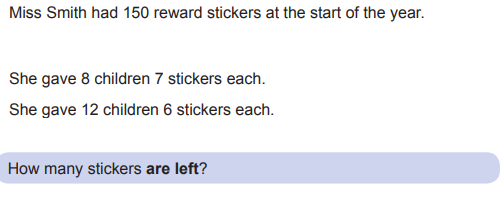 Miss Smith had 150 reward stickers at the start of the year.
She gave 8 children 7 stickers each.
She gave 12 children 6 stickers each.
How many stickers are left?